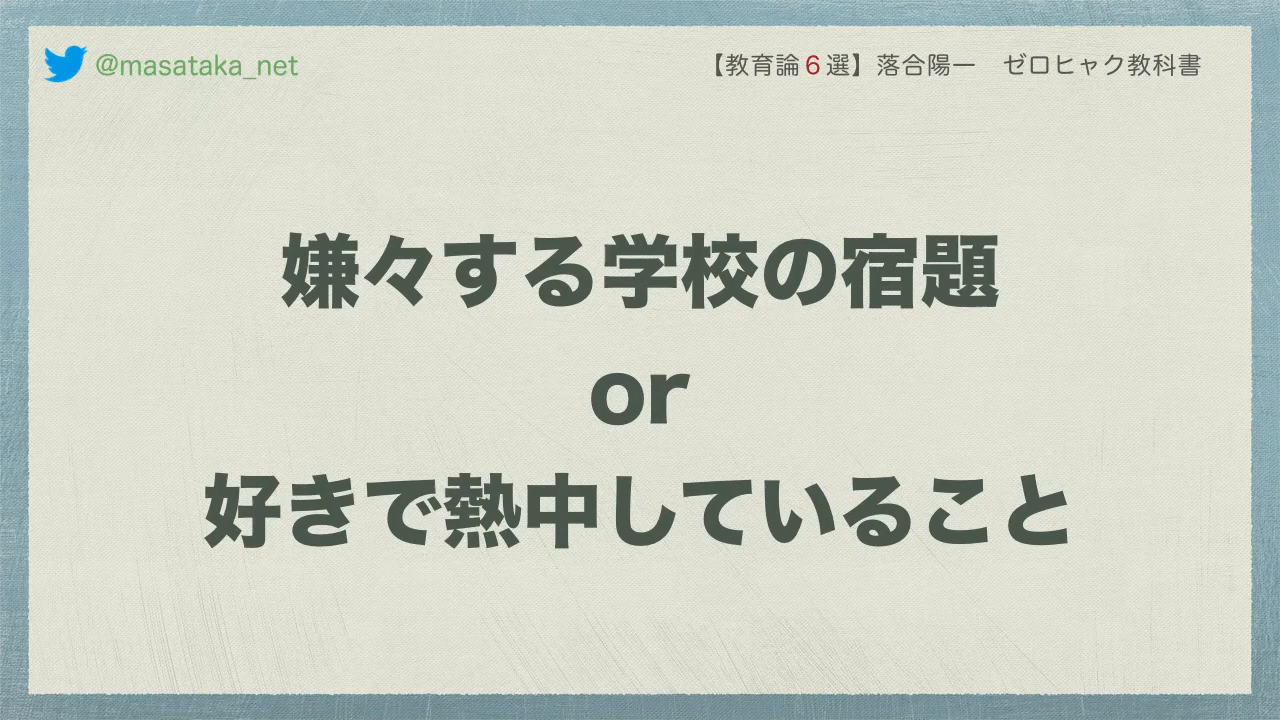 @masataka_net
【教育論６選】落合陽一　ゼロヒャク教科書
嫌々する学校の宿題
or
好きで熱中していること